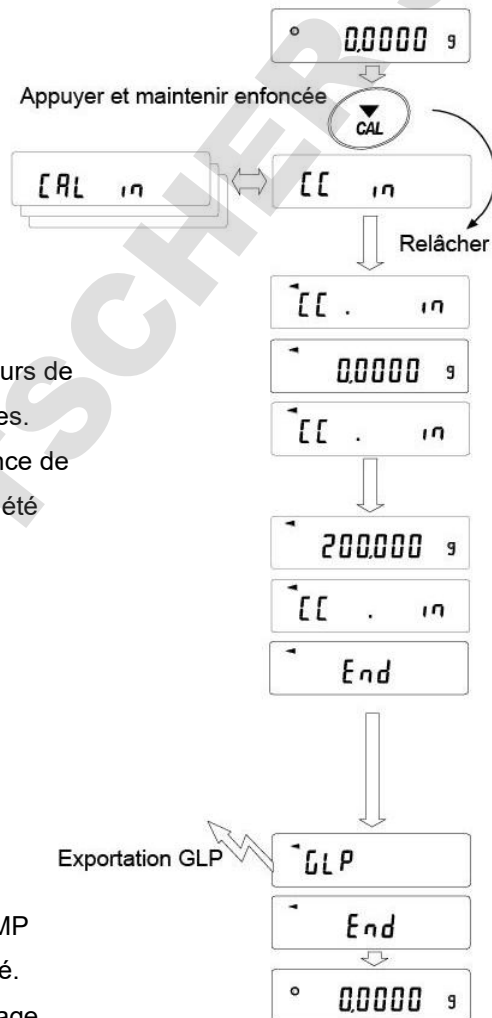 0,0000 g
Appuyer et maintenir enfoncée
CAL
CAL in
CC in
Relâcher
CC . in
urs de
0,0000 g
es.
CC . in
nce de
été
200,000 g
CC . in
End
Exportation GLP
GLP
MP
End
é.
0,0000 g
age